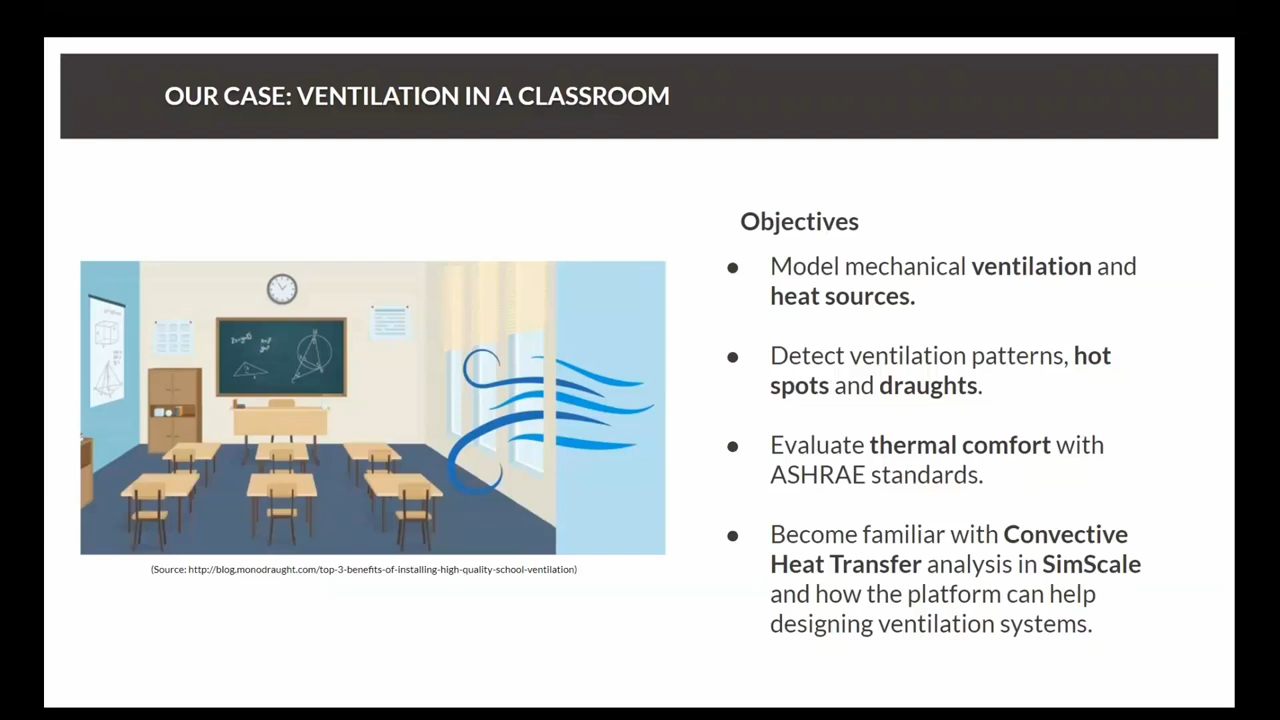 OUR CASE: VENTILATION IN A CLASSROOM
Objectives
● Model mechanical ventilation and
heat sources.
● Detect ventilation patterns, hot
spots and draughts.
● Evaluate thermal comfort with
ASHRAE standards.
● Become familiar with Convective
Heat Transfer analysis in SimScale
and how the platform can help
designing ventilation systems.
(Source: http://blog.monodraught.com/top-3-benefits-of-installing-high-quality-school-ventilation)